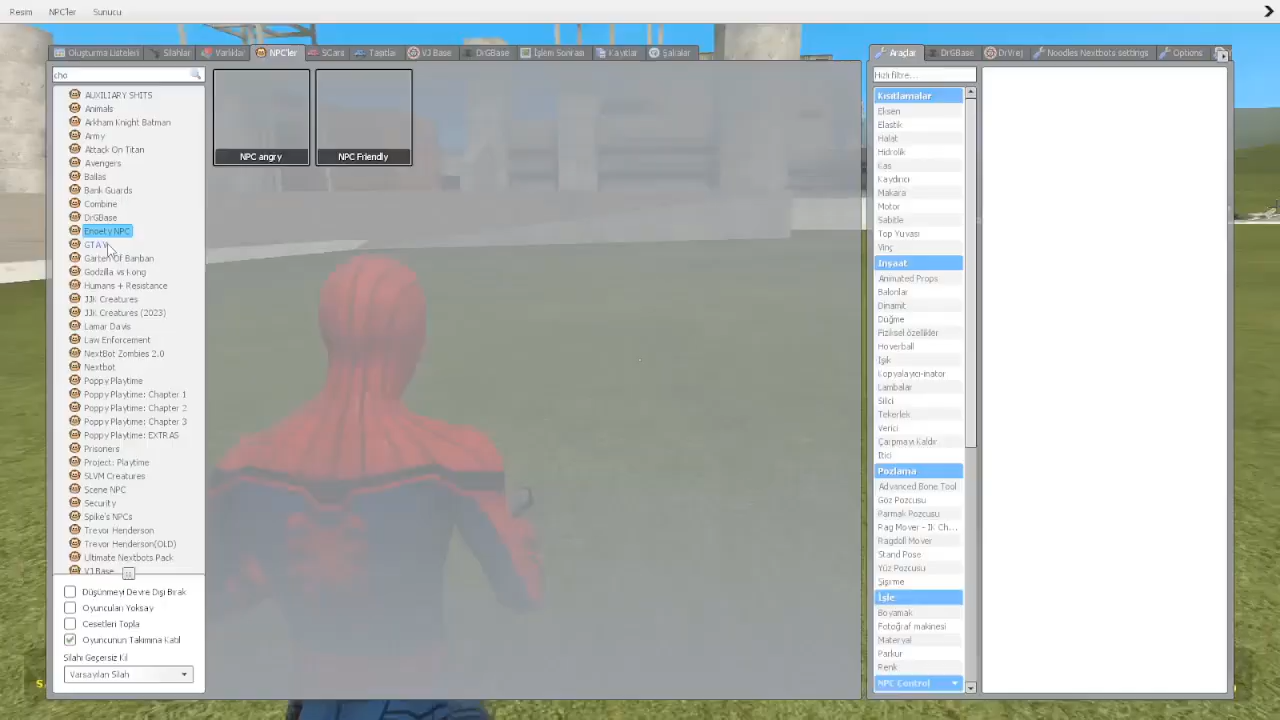 Resim NPC'ler Sunucu
Oluşturma Listeleri Silahlar Varlıklar NPC'ler SCars Taşıtlar VJ Base DrGBase İşlem Sonrası Kayıtlar Şakalar
cho
AUXILIARY SHITS
Animals
Arkham Knight Batman
Army
Attack On Titan
Avengers
Ballas
Bank Guards
Combine
DrGBase
Enoety NPC
GTA V
Garten Of Banban
Godzilla vs Kong
Humans + Resistance
JJK Creatures
JJK Creatures (2023)
Lamar Davis
Law Enforcement
NextBot Zombies 2.0
Nextbot
Poppy Playtime
Poppy Playtime: Chapter 1
Poppy Playtime: Chapter 2
Poppy Playtime: Chapter 3
Poppy Playtime: EXTRAS
Prisoners
Project: Playtime
SLVM Creatures
Scene NPC
Security
Spike's NPCs
Trevor Henderson
Trevor Henderson(OLD)
Ultimate Nextbots Pack
VJ Base
Düşünmeyi Devre Dışı Bırak
Oyuncuları Yoksay
Cesetleri Topla
Oyuncunun Takımına Katıl
Silahı Geçersiz Kıl
Varsayılan Silah
NPC angry
NPC Friendly
Araçlar DrGBase DrVrej Noodles Nextbots settings Options
Hızlı filtre...
Kısıtlamalar
Eksen
Elastik
Halat
Hidrolik
Kas
Kaydırıcı
Makara
Motor
Sabitle
Top Yuvası
Vinç
İnşaat
Animated Props
Balonlar
Dinamit
Düğme
Fiziksel özellikler
Hoverball
Işık
Kopyalayıcı-inator
Lambalar
Silici
Tekerlek
Verici
Çarpmayı Kaldır
İtici
Pozlama
Advanced Bone Tool
Göz Pozcusu
Parmak Pozcusu
Rag Mover - Ik Ch...
Ragdoll Mover
Stand Pose
Yüz Pozcusu
Şişirme
İşle
Boyamak
Fotoğraf makinesi
Materyal
Parkur
Renk
NPC Control